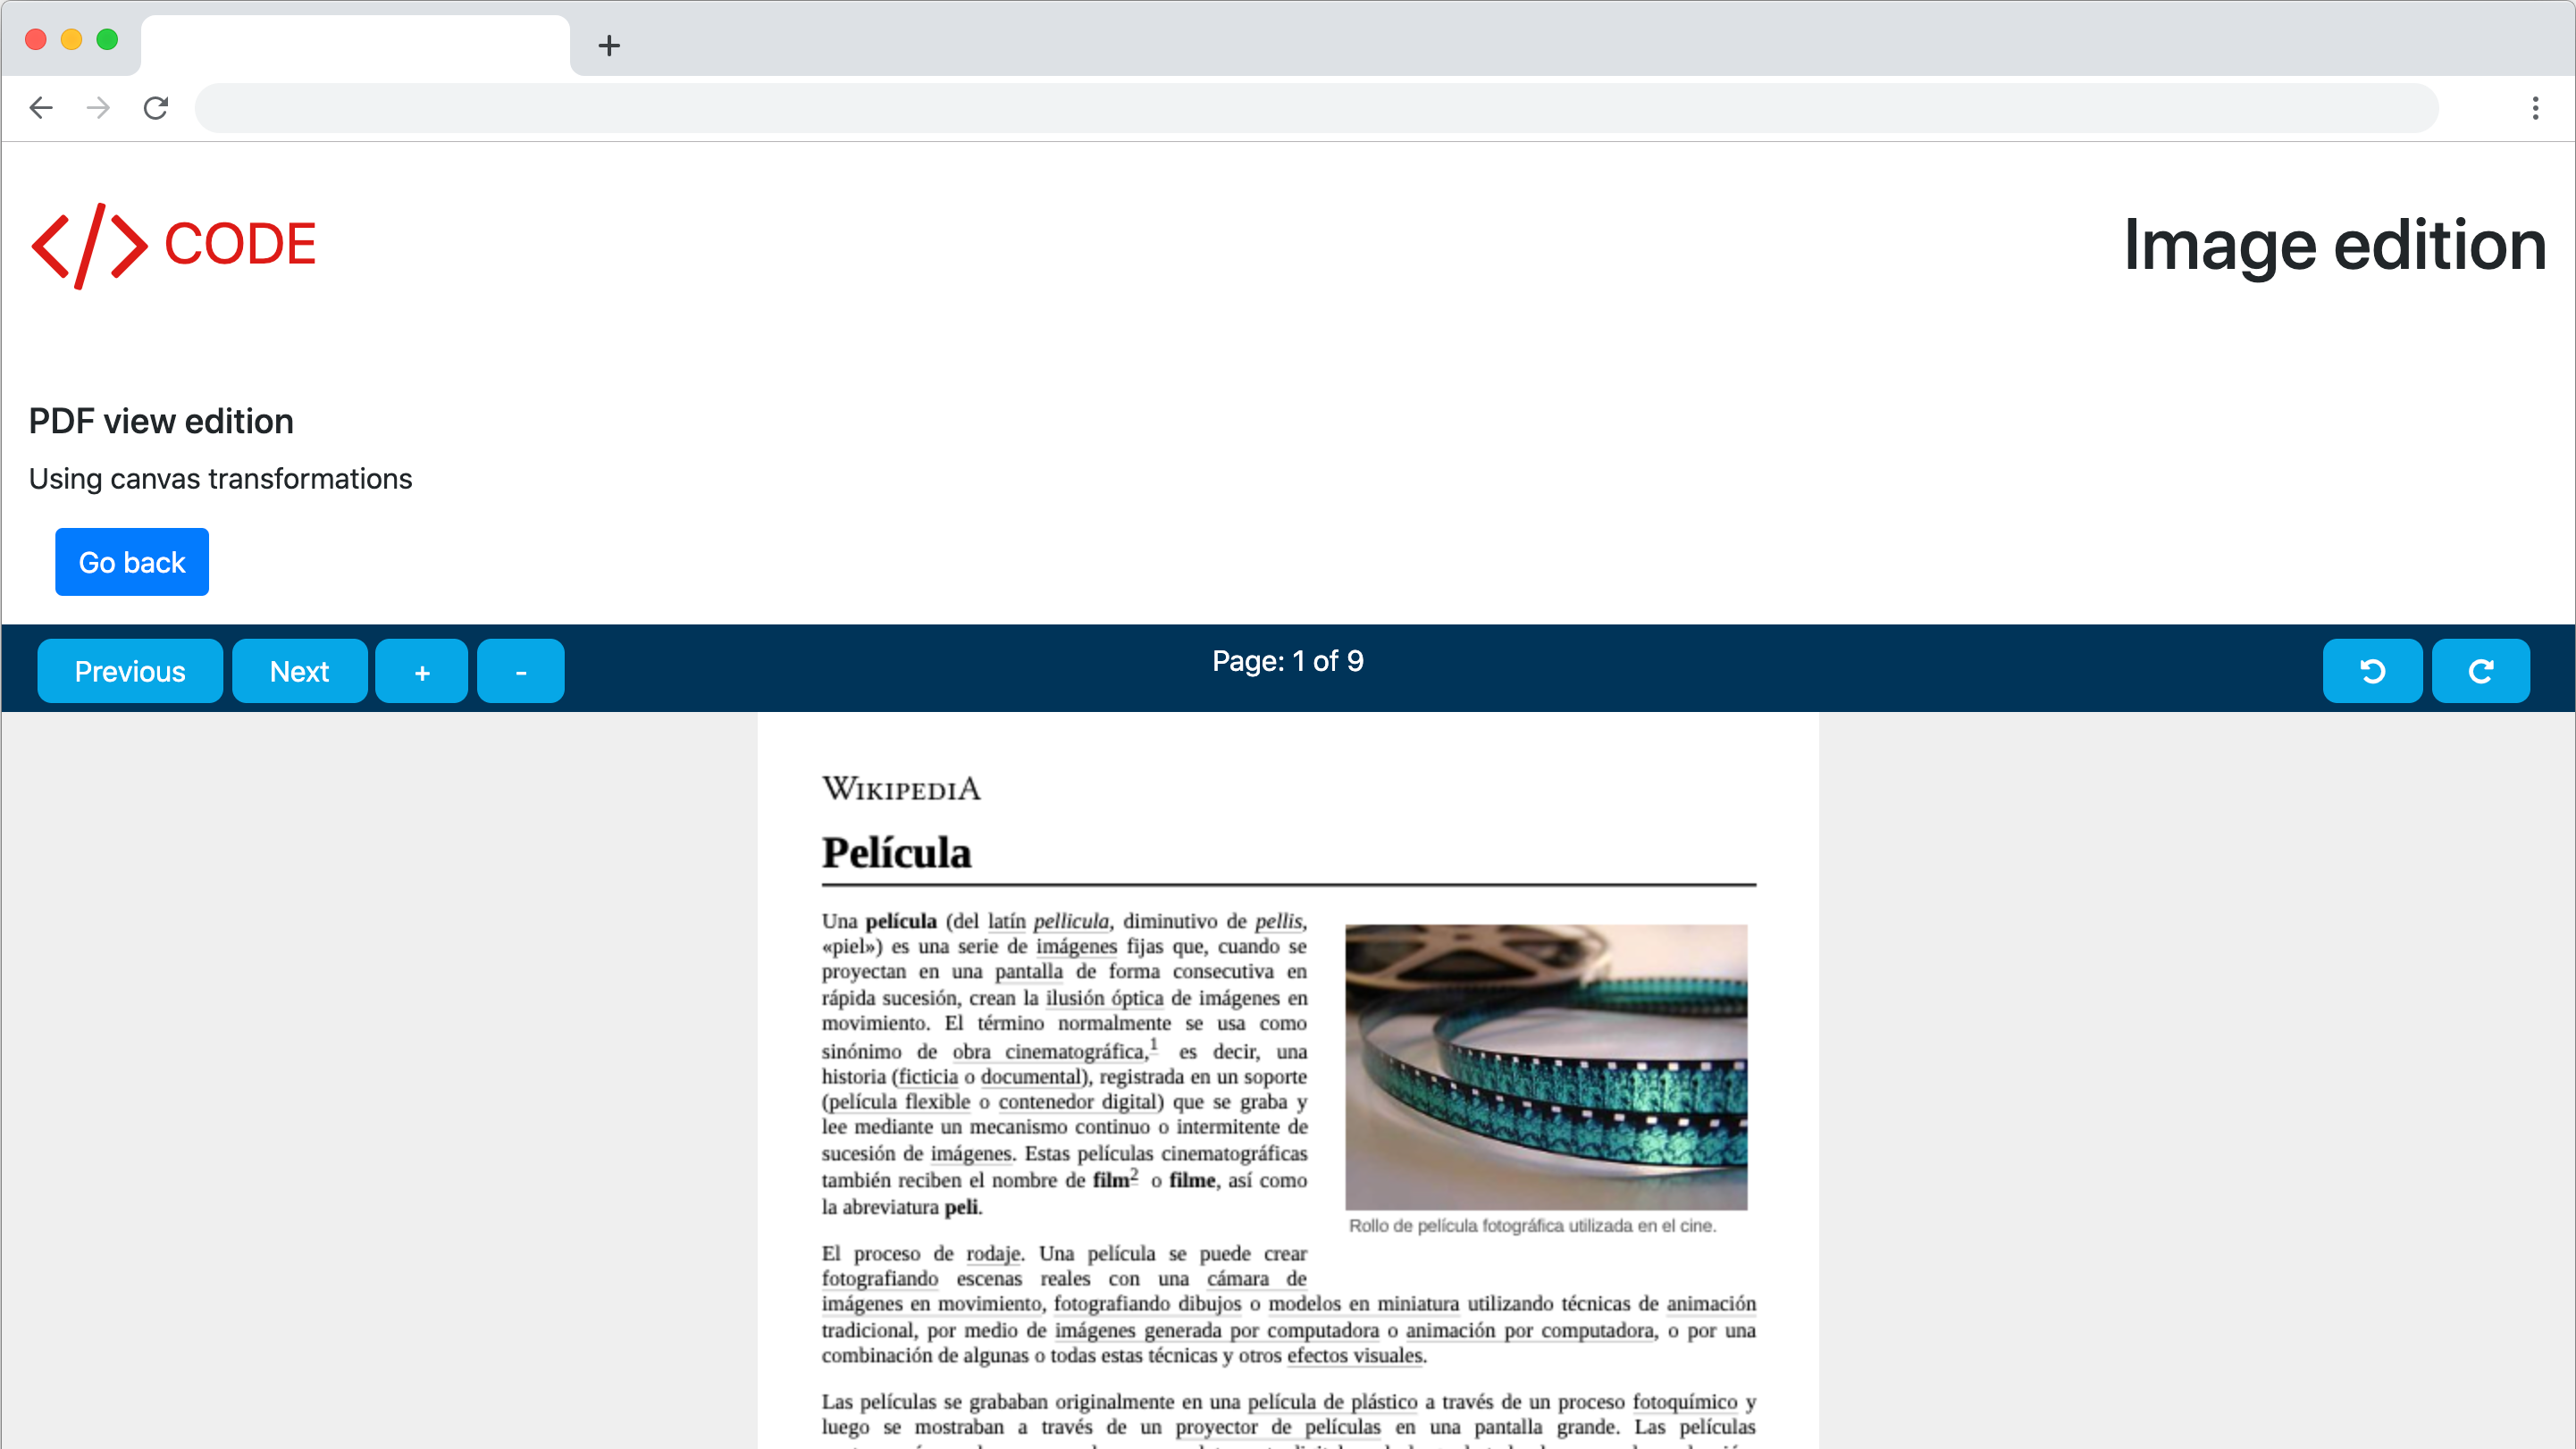 </> CODE
Image edition
PDF view edition
Using canvas transformations
Go back
Previous
Next
+
-
Page: 1 of 9
WIKIPEDIA
Película
Una película (del latín pellicula, diminutivo de pellis,
«piel») es una serie de imágenes fijas que, cuando se
proyectan en una pantalla de forma consecutiva en
rápida sucesión, crean la ilusión óptica de imágenes en
movimiento. El término normalmente se usa como
sinónimo de obra cinematográfica,1 es decir, una
historia (ficticia o documental), registrada en un soporte
(película flexible o contenedor digital) que se graba y
lee mediante un mecanismo continuo o intermitente de
sucesión de imágenes. Estas películas cinematográficas
también reciben el nombre de film2 o filme, así como
la abreviatura peli.
Rollo de película fotográfica utilizada en el cine.
El proceso de rodaje. Una película se puede crear
fotografiando escenas reales con una cámara de
imágenes en movimiento, fotografiando dibujos o modelos en miniatura utilizando técnicas de animación
tradicional, por medio de imágenes generada por computadora o animación por computadora, o por una
combinación de algunas o todas estas técnicas y otros efectos visuales.
Las películas se grababan originalmente en una película de plástico a través de un proceso fotoquímico y
luego se mostraban a través de un proyector de películas en una pantalla grande. Las películas